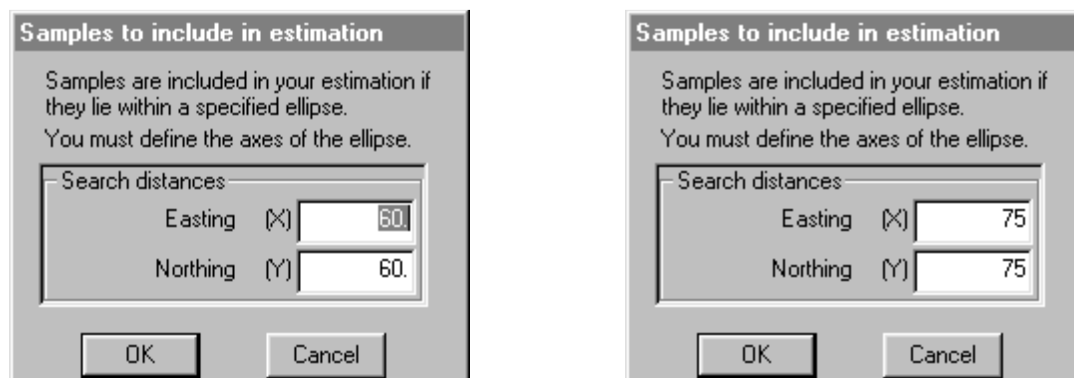 Samples to include in estimation
Samples are included in your estimation if
they lie within a specified ellipse.
You must define the axes of the ellipse.
Search distances
Easting (X) 60.
Northing (Y) 60.
OK Cancel
Samples to include in estimation
Samples are included in your estimation if
they lie within a specified ellipse.
You must define the axes of the ellipse.
Search distances
Easting (X) 75
Northing (Y) 75
OK Cancel